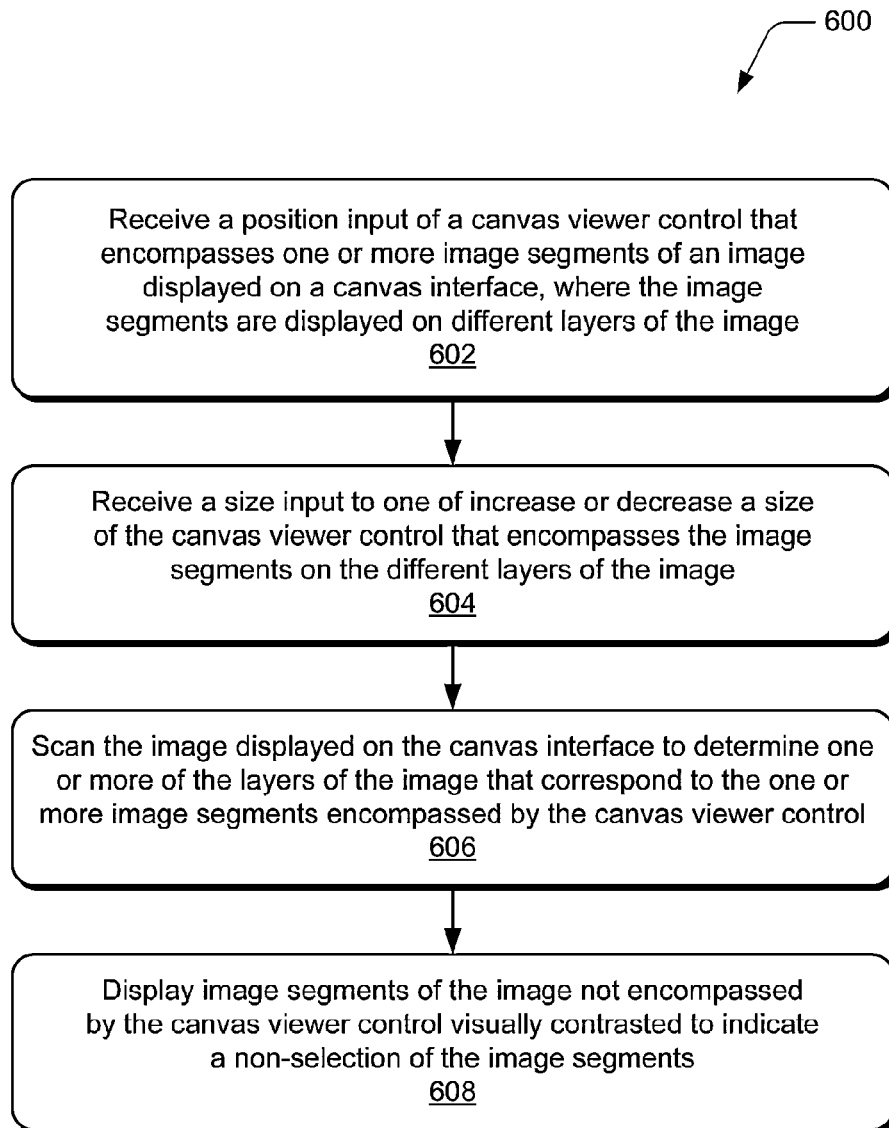 600
Receive a position input of a canvas viewer control that
encompasses one or more image segments of an image
displayed on a canvas interface, where the image
segments are displayed on different layers of the image
602
Receive a size input to one of increase or decrease a size
of the canvas viewer control that encompasses the image
segments on the different layers of the image
604
Scan the image displayed on the canvas interface to determine one
or more of the layers of the image that correspond to the one or
more image segments encompassed by the canvas viewer control
606
Display image segments of the image not encompassed
by the canvas viewer control visually contrasted to indicate
a non-selection of the image segments
608